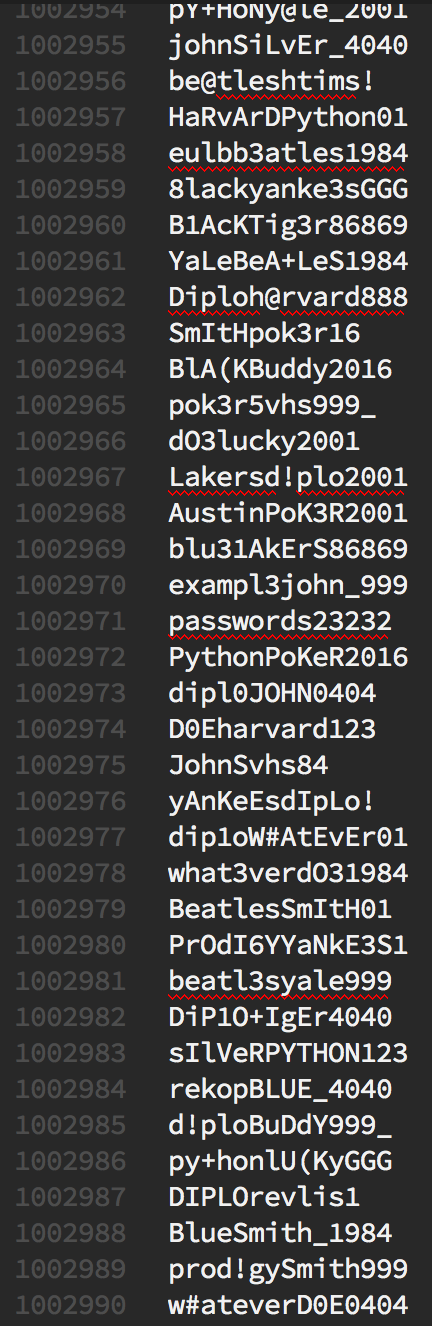 1002954 pY+HoNy@le_2001
1002955 johnSiLvEr_4040
1002956 be@tleshtims!
1002957 HaRvArDPython01
1002958 eulbb3atles1984
1002959 8lackyanke3sGGG
1002960 B1AcKTig3r86869
1002961 YaLeBeA+LeS1984
1002962 Diploh@rvard888
1002963 SmItHpok3r16
1002964 BlA(KBuddy2016
1002965 pok3r5vhs999_
1002966 dO3lucky2001
1002967 Lakersd!plo2001
1002968 AustinPoK3R2001
1002969 blu31AkErS86869
1002970 exampl3john_999
1002971 passwords23232
1002972 PythonPoKeR2016
1002973 dipl0JOHN0404
1002974 D0Eharvard123
1002975 JohnSvhs84
1002976 yAnKeEsdIpLo!
1002977 dip1oW#AtEvEr01
1002978 what3verdO31984
1002979 BeatlesSmItH01
1002980 PrOdI6YYaNkE3S1
1002981 beatl3syale999
1002982 DiP1O+IgEr4040
1002983 sIlVeRPYTHON123
1002984 rekopBLUE_4040
1002985 d!ploBuDdY999_
1002986 py+honlU(KyGGG
1002987 DIPLOrevlis1
1002988 BlueSmith_1984
1002989 prod!gySmith999
1002990 w#ateverD0E0404